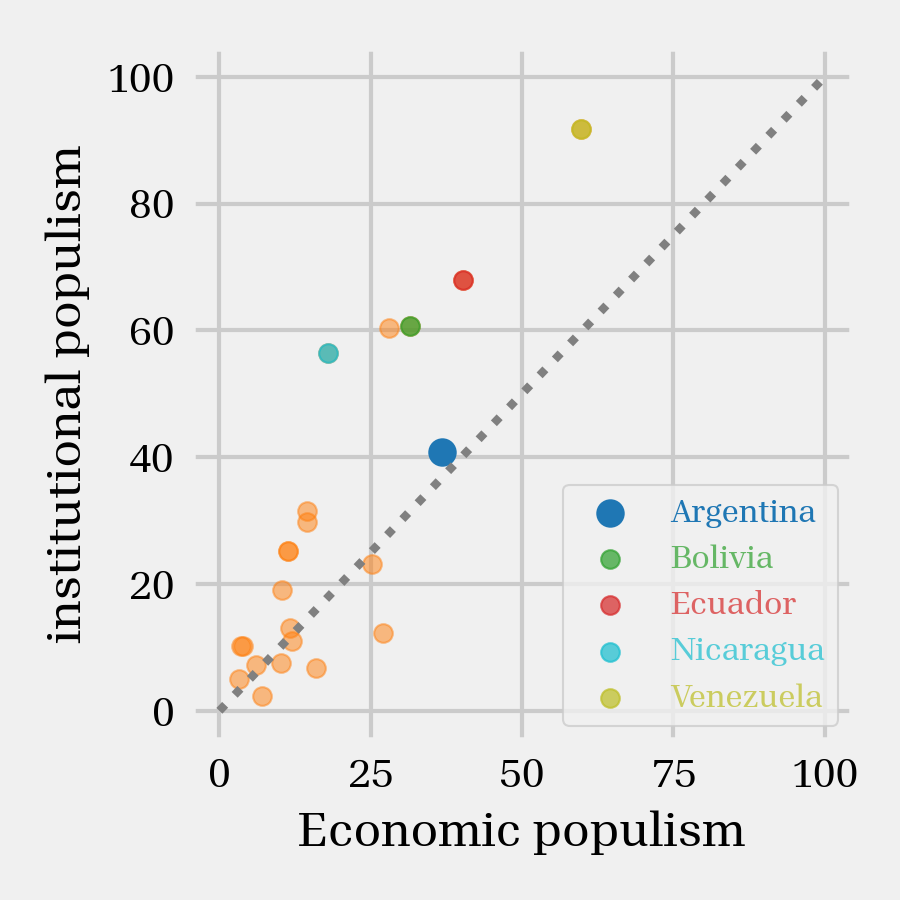 100
80
60
40
20
0
institutional populism
Argentina
Bolivia
Ecuador
Nicaragua
Venezuela
0 25 50 75 100
Economic populism